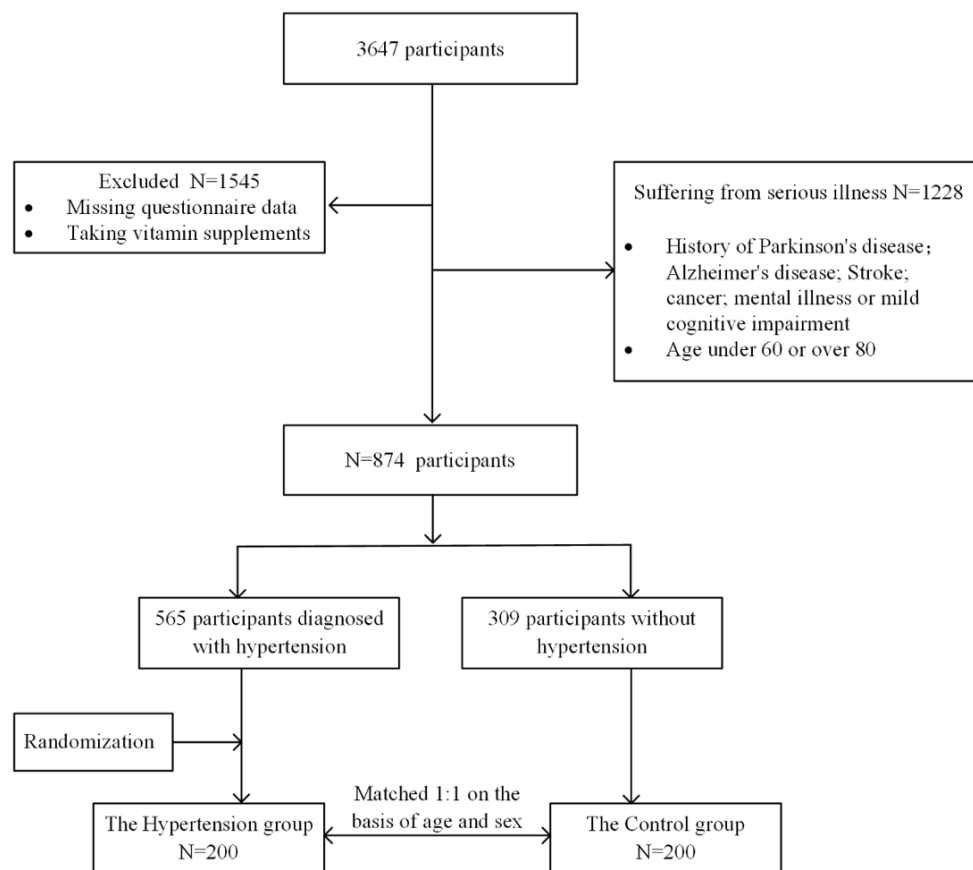 3647 participants
Excluded  N=1545
• Missing questionnaire data
• Taking vitamin supplements
Suffering from serious illness N=1228
• History of Parkinson's disease；
Alzheimer's disease; Stroke;
cancer; mental illness or mild
cognitive impairment
• Age under 60 or over 80
N=874  participants
565 participants diagnosed
with hypertension
309 participants without
hypertension
Randomization
Matched 1:1 on the
basis of age and sex
The Hypertension group
N=200
The Control group
N=200